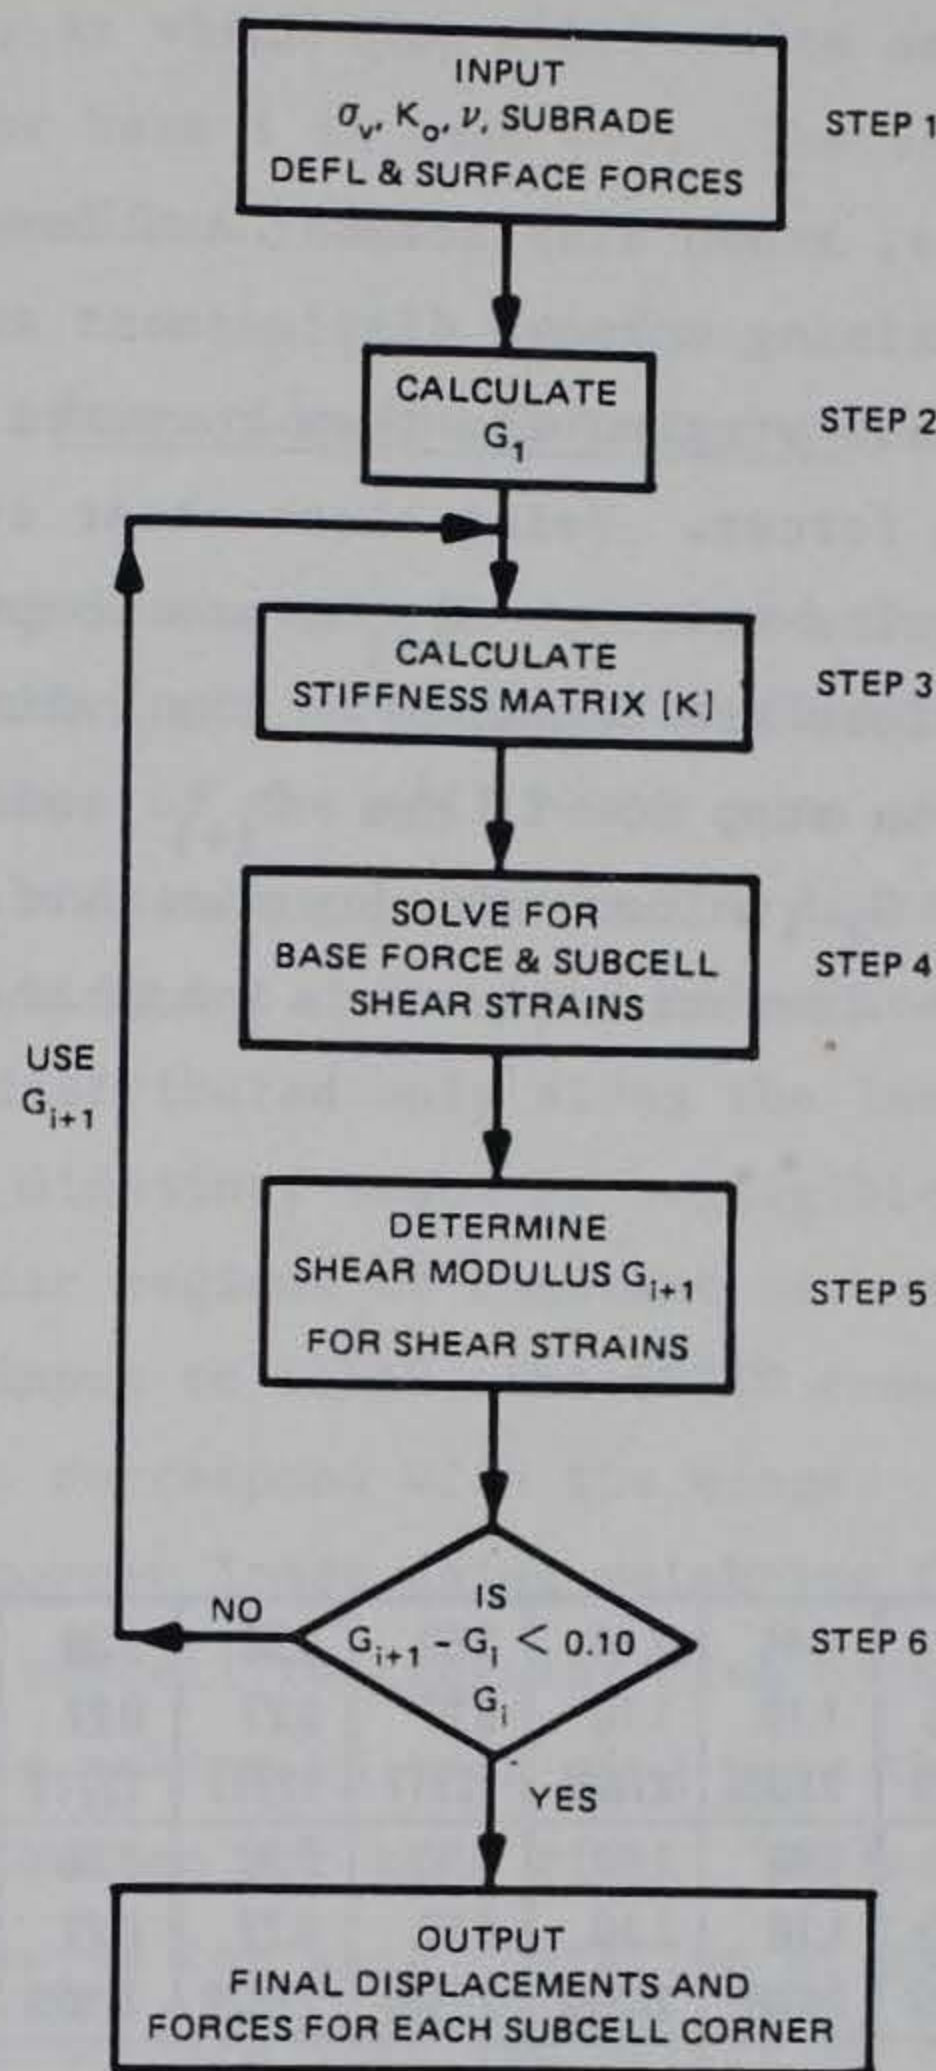 INPUT
σv, Ko, ν, SUBRADE
DEFL & SURFACE FORCES
STEP 1
CALCULATE
G1
STEP 2
CALCULATE
STIFFNESS MATRIX [K]
STEP 3
SOLVE FOR
BASE FORCE & SUBCELL
SHEAR STRAINS
STEP 4
USE
Gi+1
DETERMINE
SHEAR MODULUS Gi+1
FOR SHEAR STRAINS
STEP 5
NO
IS
Gi+1 - Gi < 0.10
Gi
STEP 6
YES
OUTPUT
FINAL DISPLACEMENTS AND
FORCES FOR EACH SUBCELL CORNER